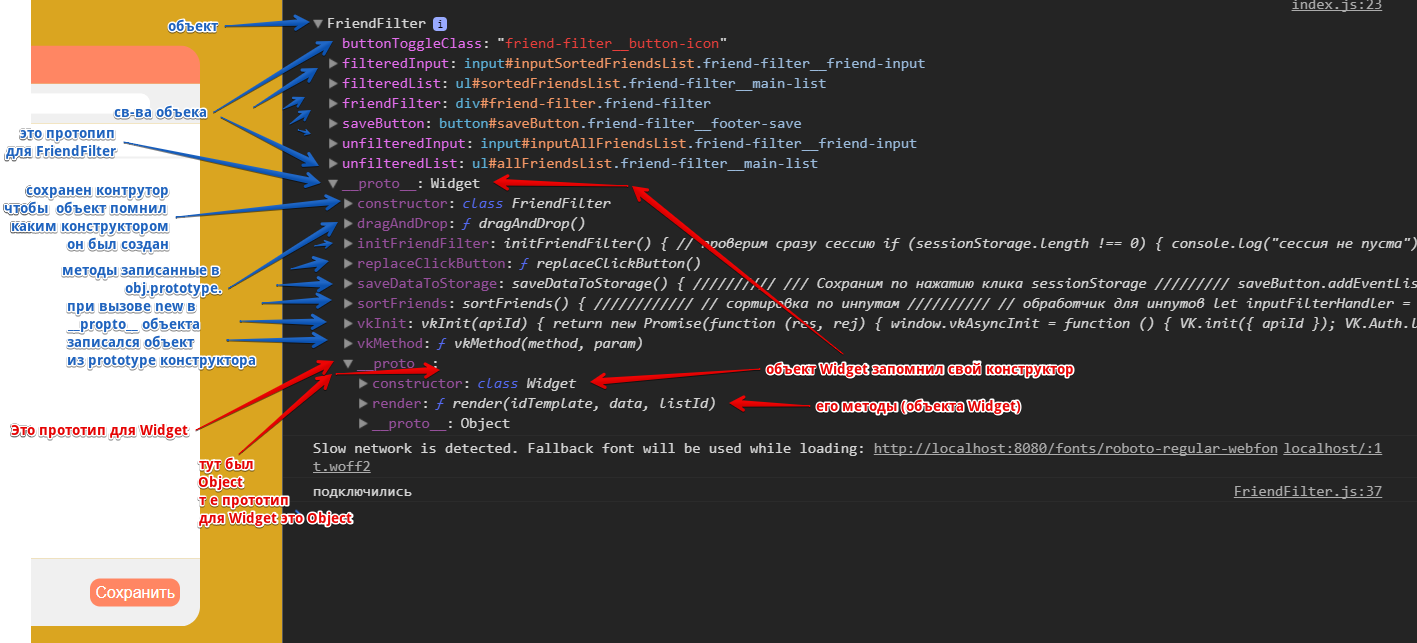 index.js:23
объект
▼FriendFilter i
buttonToggleClass: "friend-filter__button-icon"
▶filteredInput: input#inputSortedFriendsList.friend-filter__friend-input
▶filteredList: ul#sortedFriendsList.friend-filter__main-list
▶friendFilter: div#friend-filter.friend-filter
св-ва объека
▶saveButton: button#saveButton.friend-filter__footer-save
▶unfilteredInput: input#inputAllFriendsList.friend-filter__friend-input
▶unfilteredList: ul#allFriendsList.friend-filter__main-list
это протопип
для FriendFilter
▼__proto__: Widget
сохранен контрутор
чтобы объект помнил
каким конструктором
он был создан
▶constructor: class FriendFilter
▶dragAndDrop: ƒ dragAndDrop()
▶initFriendFilter: initFriendFilter() { // проверим сразу сессию if (sessionStorage.length !== 0) { console.log("сессия не пуста")
▶replaceClickButton: ƒ replaceClickButton()
▶saveDataToStorage: saveDataToStorage() { ////////// /// Сохраним по нажатию клика sessionStorage ///////// saveButton.addEventLis
▶sortFriends: sortFriends() { //////////// // сортировка по инпутам ////////// // обработчик для инпутов let inputFilterHandler =
▶vkInit: vkInit(apiId) { return new Promise(function (res, rej) { window.vkAsyncInit = function () { VK.init({ apiId }); VK.Auth.l
▶vkMethod: ƒ vkMethod(method, param)
методы записанные в
obj.prototype.
при вызове new в
__propto__ объекта
записался объект
из prototype конструктора
▼__proto__:
▶constructor: class Widget
▶render: ƒ render(idTemplate, data, listId)
▶__proto__: Object
объект Widget запомнил свой конструктор
его методы (объекта Widget)
Это прототип для Widget
тут был
Object
т е прототип
для Widget это Object
Slow network is detected. Fallback font will be used while loading: http://localhost:8080/fonts/roboto-regular-webfon localhost/:1
t.woff2
подключились FriendFilter.js:37
Сохранить